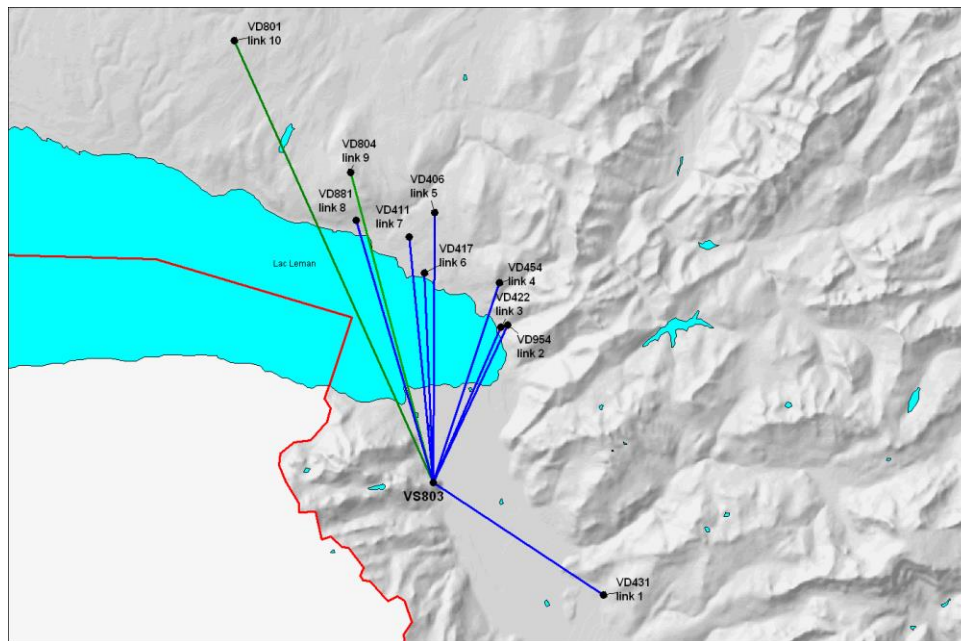 VD801
link 10
VD804
link 9
VD881
link 8
VD411
link 7
VD406
link 5
VD417
link 6
Lac Leman
VD454
link 4
VD422
link 3
VD954
link 2
VS803
VD431
link 1